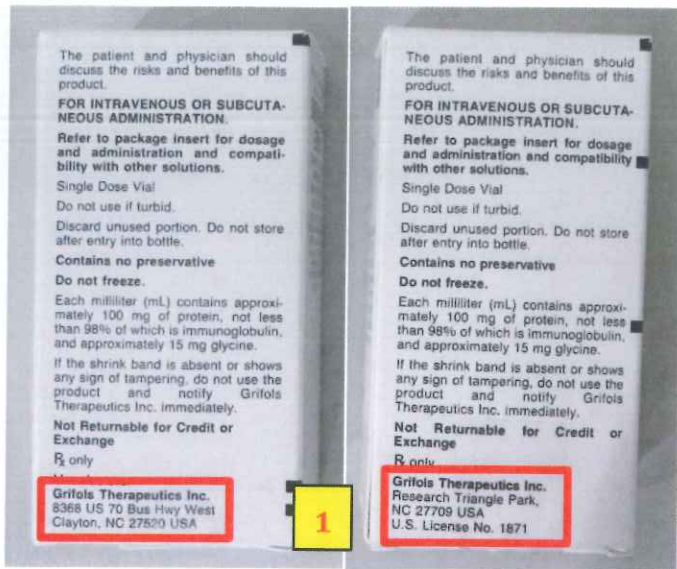 The patient and physician should
discuss the risks and benefits of this
product.
FOR INTRAVENOUS OR SUBCUTA-
NEOUS ADMINISTRATION.
Refer to package insert for dosage
and administration and compati-
bility with other solutions.
Single Dose Vial
Do not use if turbid.
Discard unused portion. Do not store
after entry into bottle.
Contains no preservative
Do not freeze.
Each milliliter (mL) contains approxi-
mately 100 mg of protein, not less
than 98% of which is immunoglobulin,
and approximately 15 mg glycine.
If the shrink band is absent or shows
any sign of tampering, do not use the
product and notify Grifols
Therapeutics Inc. immediately.
Not Returnable for Credit or
Exchange
℞ only
Grifols Therapeutics Inc.
8368 US 70 Bus Hwy West
Clayton, NC 27520 USA
1
The patient and physician should
discuss the risks and benefits of this
product.
FOR INTRAVENOUS OR SUBCUTA-
NEOUS ADMINISTRATION.
Refer to package insert for dosage
and administration and compatibility
with other solutions.
Single Dose Vial
Do not use if turbid.
Discard unused portion. Do not store
after entry into bottle.
Contains no preservative
Do not freeze.
Each milliliter (mL) contains approxi-
mately 100 mg of protein, not less
than 98% of which is immunoglobulin,
and approximately 15 mg glycine.
If the shrink band is absent or shows
any sign of tampering, do not use the
product and notify Grifols
Therapeutics Inc. immediately.
Not Returnable for Credit or
Exchange
℞ only
Grifols Therapeutics Inc.
Research Triangle Park,
NC 27709 USA
U.S. License No. 1871